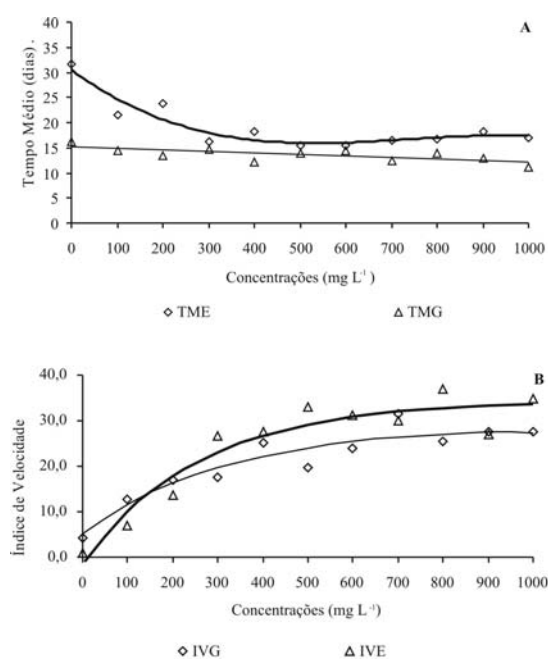 A
Tempo Médio (dias) .
40
35
30
25
20
15
10
5
0
0 100 200 300 400 500 600 700 800 900 1000
Concentrações (mg L⁻¹ )
◇ TME △ TMG
B
Índice de Velocidade
40,0
30,0
20,0
10,0
0,0
0 100 200 300 400 500 600 700 800 900 1000
Concentrações (mg L⁻¹)
◇ IVG △ IVE